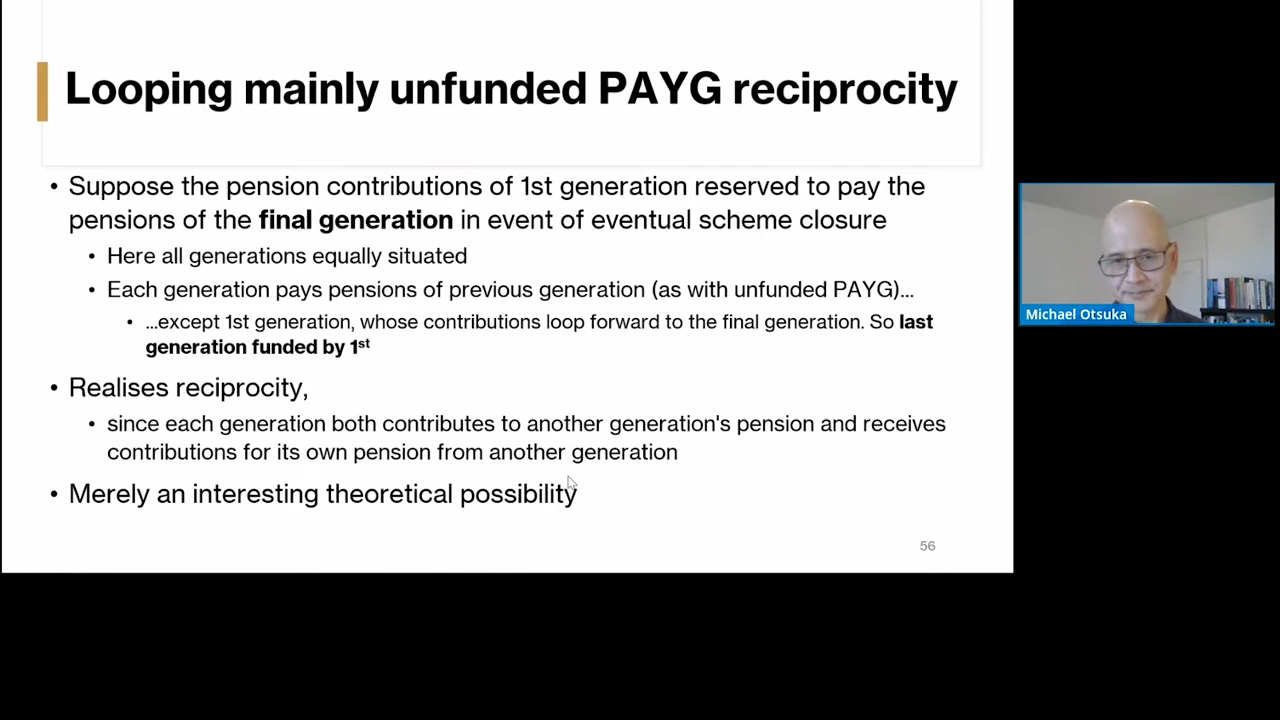 Looping mainly unfunded PAYG reciprocity
• Suppose the pension contributions of 1st generation reserved to pay the
pensions of the final generation in event of eventual scheme closure
• Here all generations equally situated
• Each generation pays pensions of previous generation (as with unfunded PAYG)...
• ...except 1st generation, whose contributions loop forward to the final generation. So last
generation funded by 1st
• Realises reciprocity,
• since each generation both contributes to another generation's pension and receives
contributions for its own pension from another generation
• Merely an interesting theoretical possibility
56
Michael Otsuka